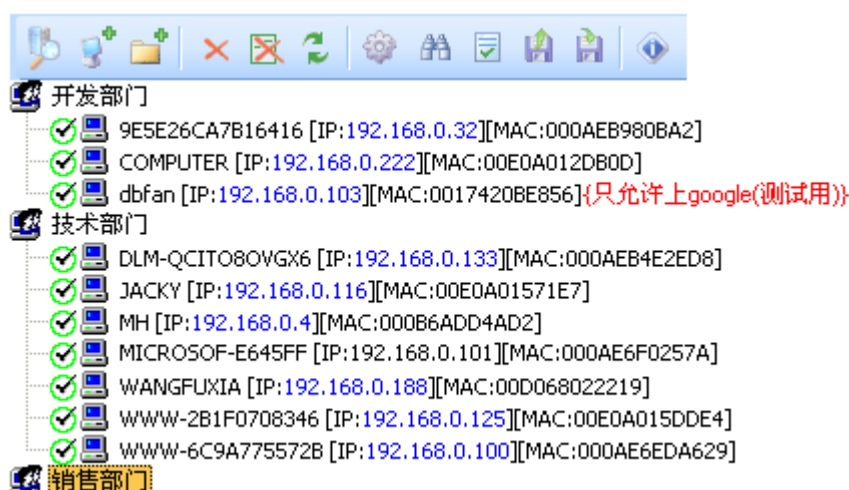 开发部门
9E5E26CA7B16416 [IP:192.168.0.32][MAC:000AEB980BA2]
COMPUTER [IP:192.168.0.222][MAC:00E0A012DB0D]
dbfan [IP:192.168.0.103][MAC:0017420BE856]{只允许上google(测试用)}
技术部门
DLM-QCITO8OVGX6 [IP:192.168.0.133][MAC:000AEB4E2ED8]
JACKY [IP:192.168.0.116][MAC:00E0A01571E7]
MH [IP:192.168.0.4][MAC:000B6ADD4AD2]
MICROSOF-E645FF [IP:192.168.0.101][MAC:000AE6F0257A]
WANGFUXIA [IP:192.168.0.188][MAC:00D068022219]
WWW-2B1F0708346 [IP:192.168.0.125][MAC:00E0A015DDE4]
WWW-6C9A775572B [IP:192.168.0.100][MAC:000AE6EDA629]
销售部门